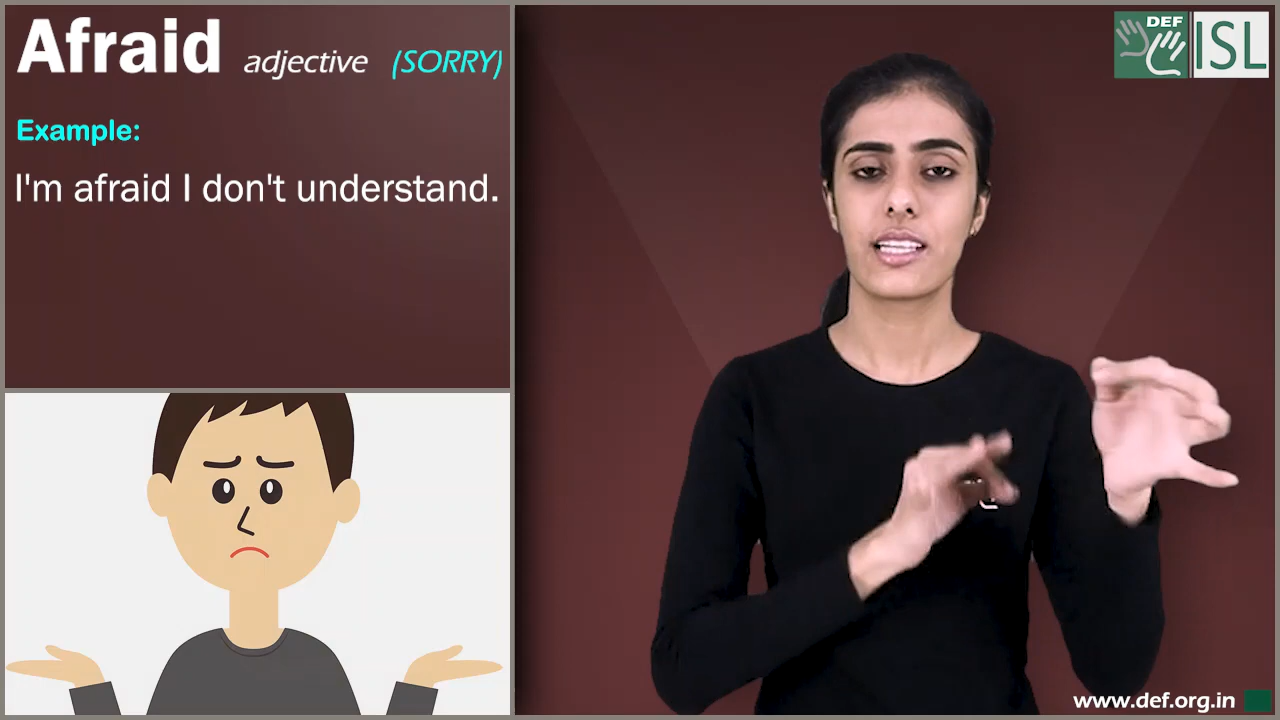 Afraid adjective (SORRY)
Example:
I'm afraid I don't understand.
DEF
ISL
www.def.org.in